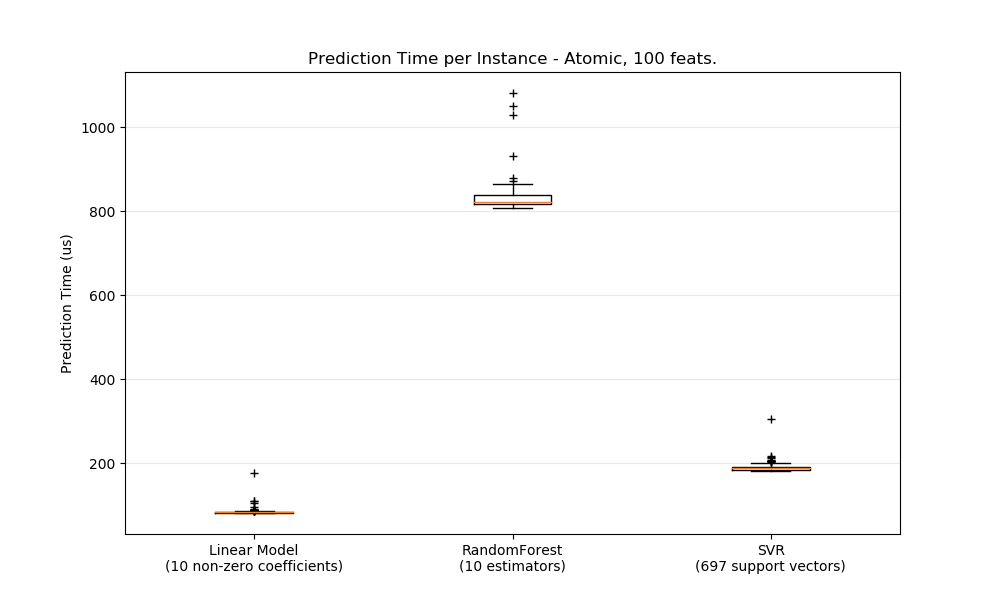 Prediction Time per Instance - Atomic, 100 feats.
Prediction Time (us)
1000
800
600
400
200
Linear Model
(10 non-zero coefficients)
RandomForest
(10 estimators)
SVR
(697 support vectors)